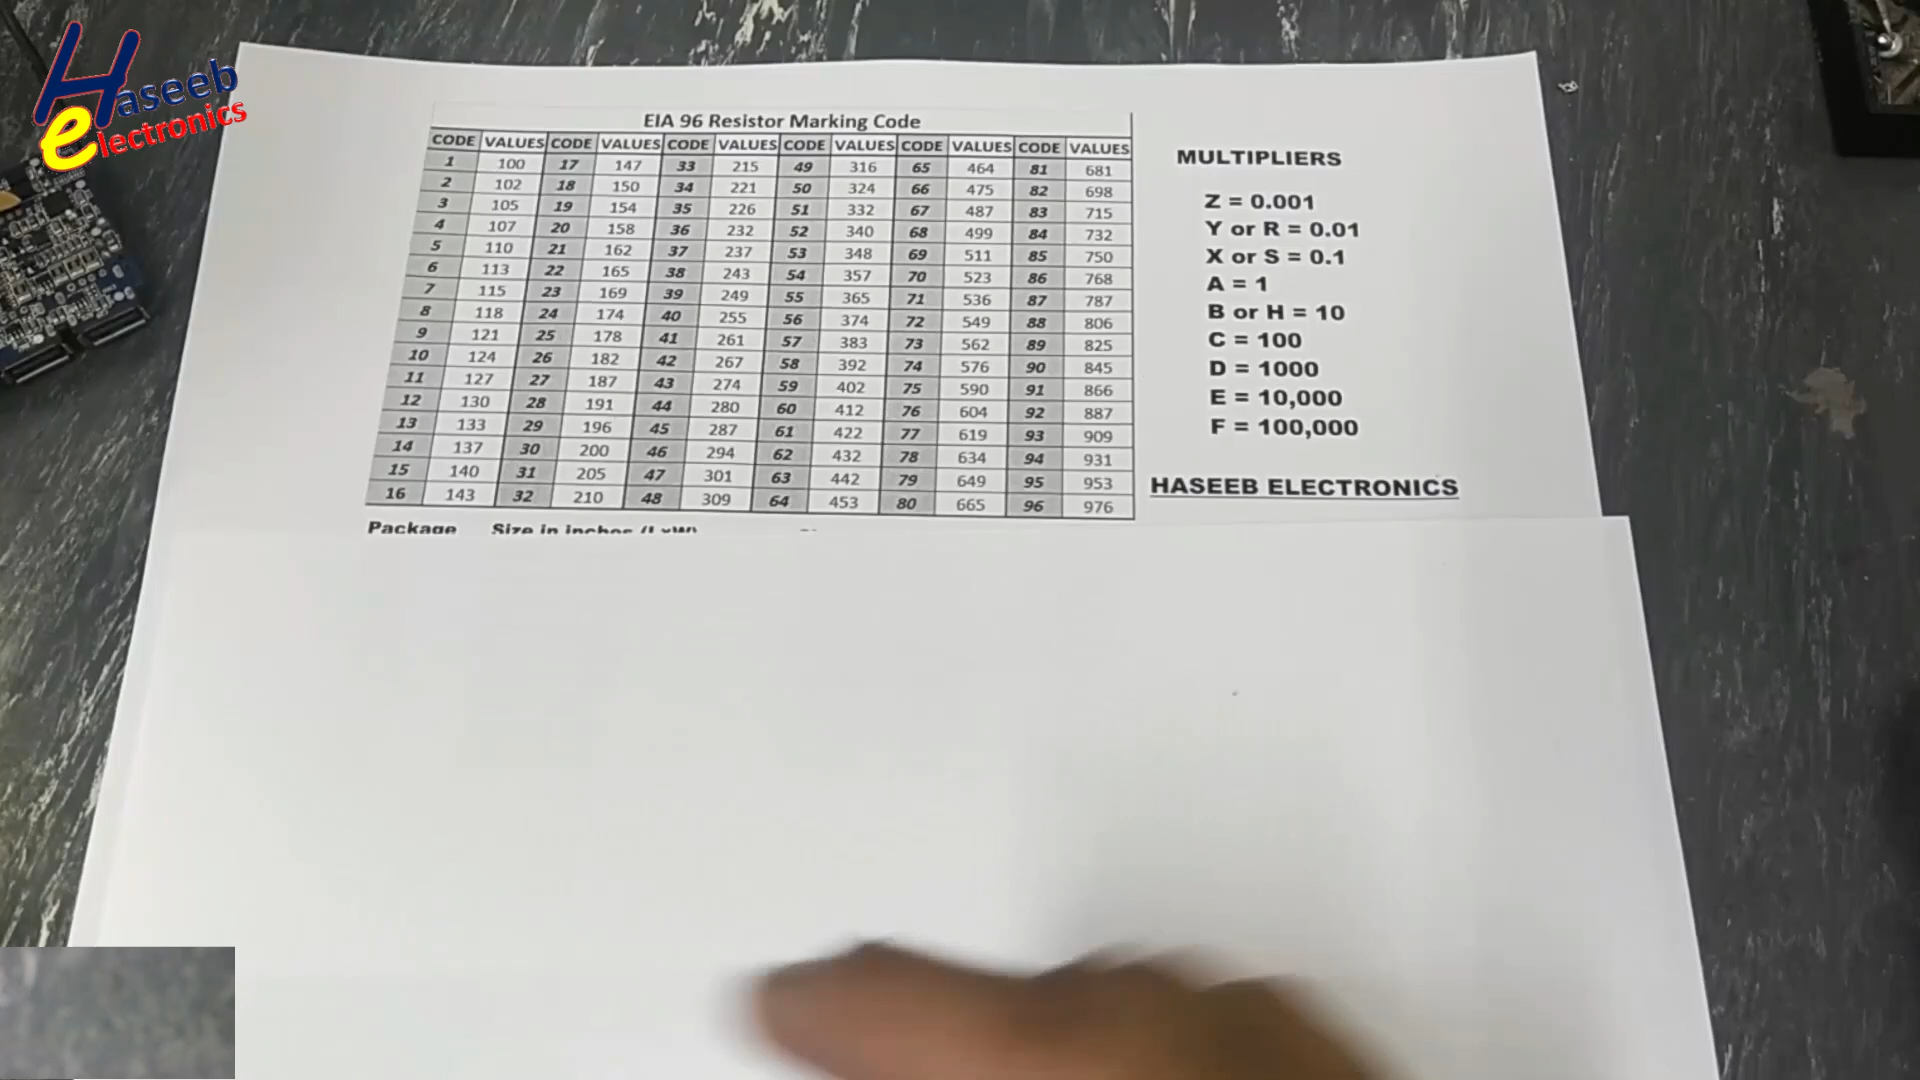 Haseeb
electronics
EIA 96 Resistor Marking Code
CODE VALUES CODE VALUES CODE VALUES CODE VALUES CODE VALUES CODE VALUES
1 100 17 147 33 215 49 316 65 464 81 681
2 102 18 150 34 221 50 324 66 475 82 698
3 105 19 154 35 226 51 332 67 487 83 715
4 107 20 158 36 232 52 340 68 499 84 732
5 110 21 162 37 237 53 348 69 511 85 750
6 113 22 165 38 243 54 357 70 523 86 768
7 115 23 169 39 249 55 365 71 536 87 787
8 118 24 174 40 255 56 374 72 549 88 806
9 121 25 178 41 261 57 383 73 562 89 825
10 124 26 182 42 267 58 392 74 576 90 845
11 127 27 187 43 274 59 402 75 590 91 866
12 130 28 191 44 280 60 412 76 604 92 887
13 133 29 196 45 287 61 422 77 619 93 909
14 137 30 200 46 294 62 432 78 634 94 931
15 140 31 205 47 301 63 442 79 649 95 953
16 143 32 210 48 309 64 453 80 665 96 976
MULTIPLIERS
Z = 0.001
Y or R = 0.01
X or S = 0.1
A = 1
B or H = 10
C = 100
D = 1000
E = 10,000
F = 100,000
HASEEB ELECTRONICS
Package Size in inches (LxW)